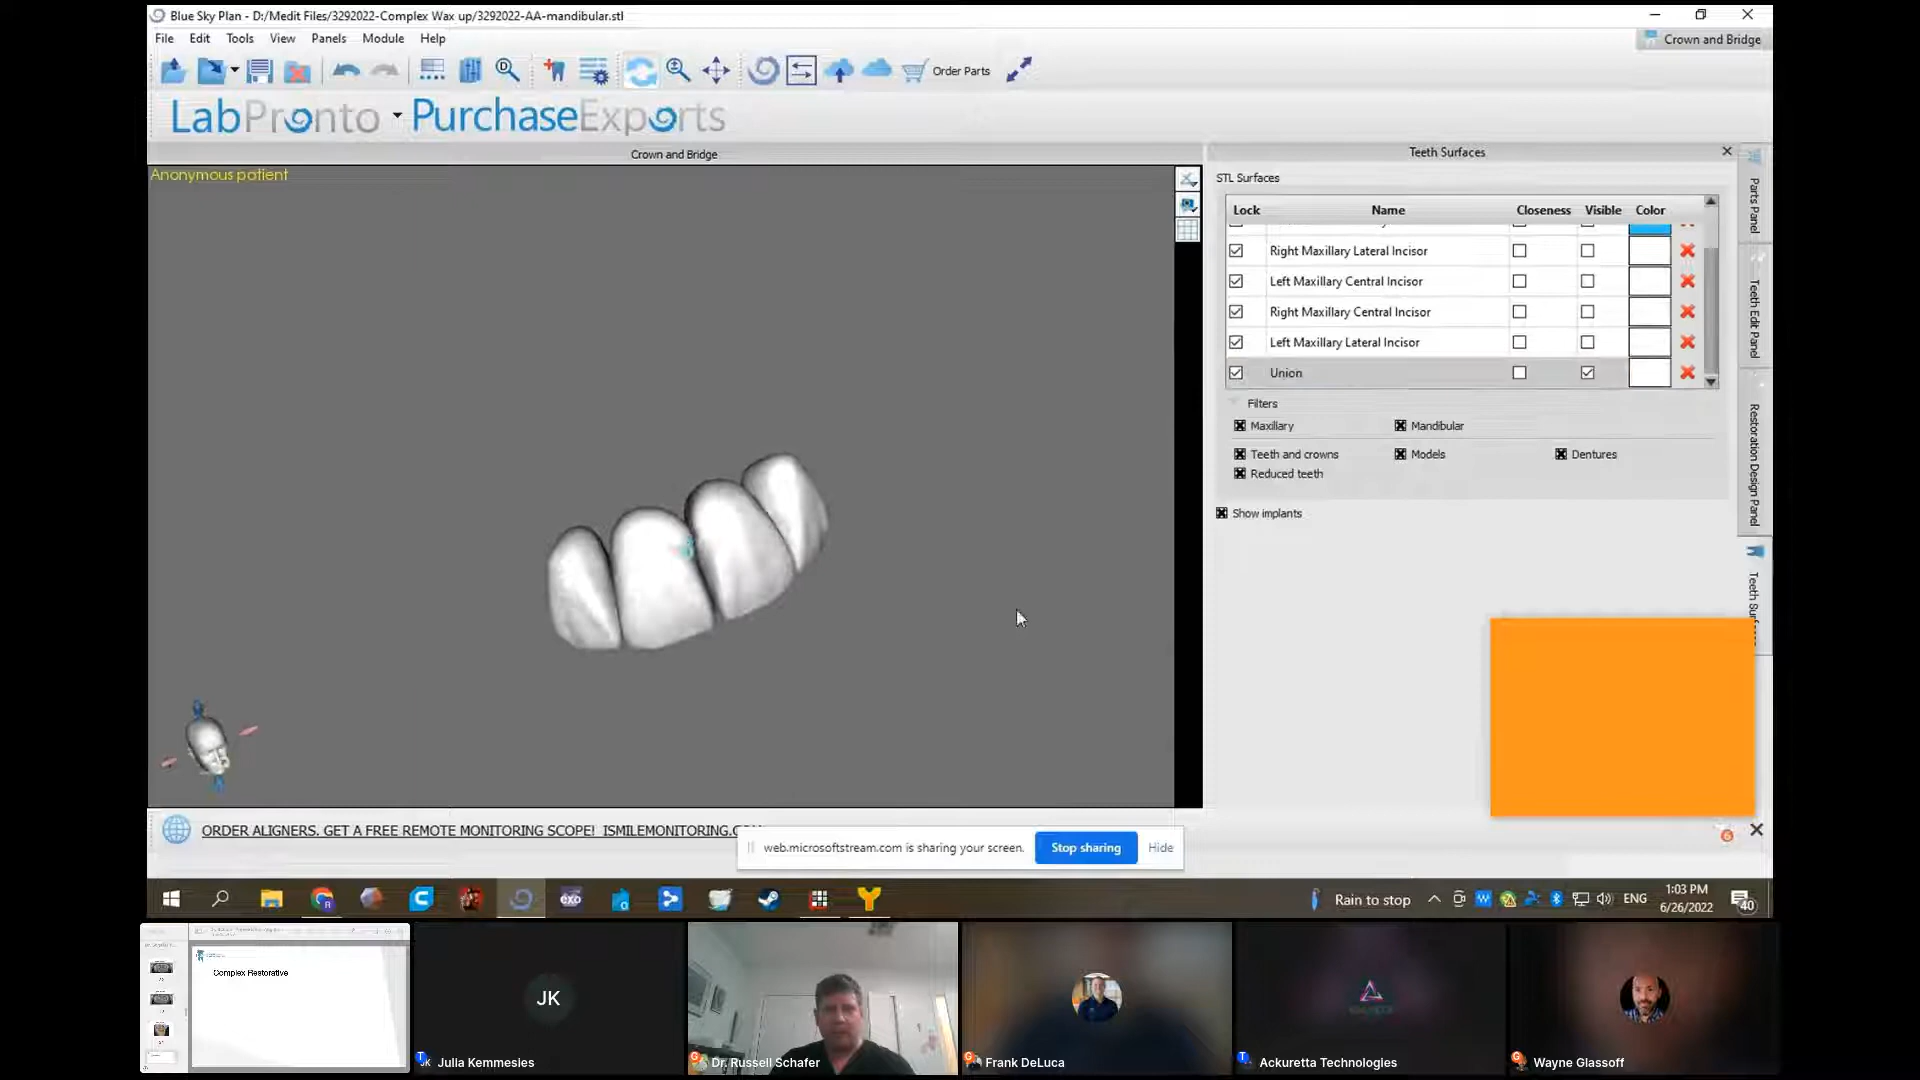 Blue Sky Plan - D:/Medit Files/3292022-Complex Wax up/3292022-AA-mandibular.stl
File Edit Tools View Panels Module Help
Crown and Bridge
Order Parts
LabPronto PurchaseExports
Crown and Bridge
Teeth Surfaces
Anonymous patient
STL Surfaces
Lock Name Closeness Visible Color
Right Maxillary Lateral Incisor
Left Maxillary Central Incisor
Right Maxillary Central Incisor
Left Maxillary Lateral Incisor
Union
Filters
Maxillary Mandibular
Teeth and crowns Models Dentures
Reduced teeth
Show implants
Parts Panel
Teeth Edit Panel
Restoration Design Panel
ORDER ALIGNERS. GET A FREE REMOTE MONITORING SCOPE!
web.microsoftstream.com is sharing your screen. Stop sharing Hide
exo
Rain to stop
ENG
1:03 PM
6/26/2022
40
Complex Restorative
JK
Julia Kemmesies
Dr. Russell Schafer
Frank DeLuca
Ackuretta Technologies
Wayne Glassoff